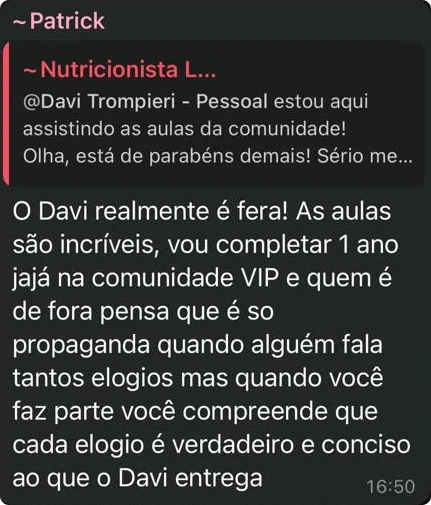 ~Patrick
~Nutricionista L...
@Davi Trompieri - Pessoal estou aqui
assistindo as aulas da comunidade!
Olha, está de parabéns demais! Sério me...
O Davi realmente é fera! As aulas
são incríveis, vou completar 1 ano
jajá na comunidade VIP e quem é
de fora pensa que é so
propaganda quando alguém fala
tantos elogios mas quando você
faz parte você compreende que
cada elogio é verdadeiro e conciso
ao que o Davi entrega
16:50